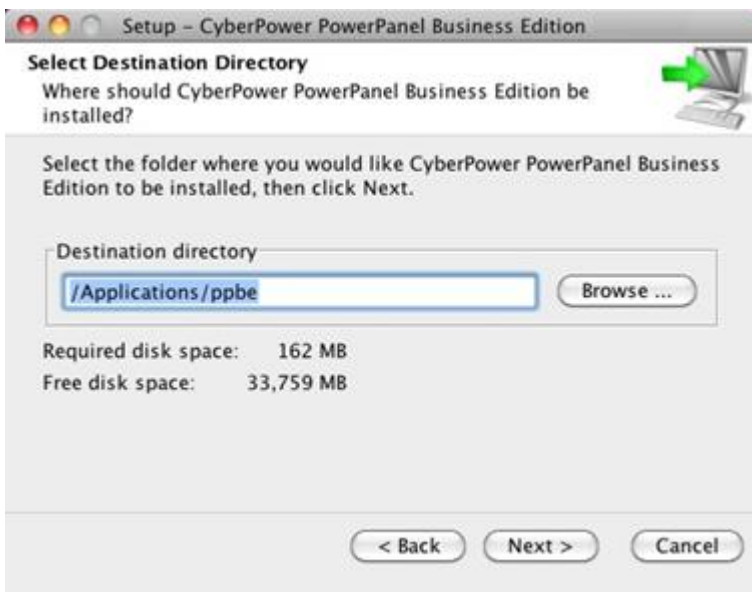 Setup – CyberPower PowerPanel Business Edition
Select Destination Directory
Where should CyberPower PowerPanel Business Edition be
installed?
Select the folder where you would like CyberPower PowerPanel Business
Edition to be installed, then click Next.
Destination directory
/Applications/ppbe
Browse ...
Required disk space: 162 MB
Free disk space: 33,759 MB
< Back
Next >
Cancel